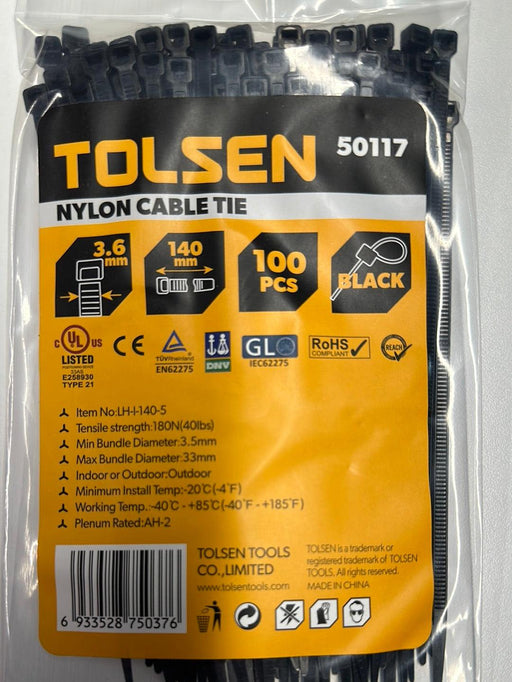 TOLSEN
50117
NYLON CABLE TIE
3.6
mm
140
mm
100
PCS
BLACK
C UL US
LISTED
33AS
E258930
TYPE 21
CE
TÜVRheinland
EN62275
DNV
GL
IEC62275
RoHS
COMPLIANT
REACH
Item No:LH-I-140-5
Tensile strength:180N(40lbs)
Min Bundle Diameter:3.5mm
Max Bundle Diameter:33mm
Indoor or Outdoor:Outdoor
Minimum Install Temp:-20℃(-4℉)
Working Temp.:-40℃ - +85℃(-40℉ - +185℉)
Plenum Rated:AH-2
6 933528 750376
TOLSEN TOOLS
CO.,LIMITED
www.tolsentools.com
TOLSEN is a trademark or
registered trademark of TOLSEN
TOOLS. All rights reserved.
MADE IN CHINA